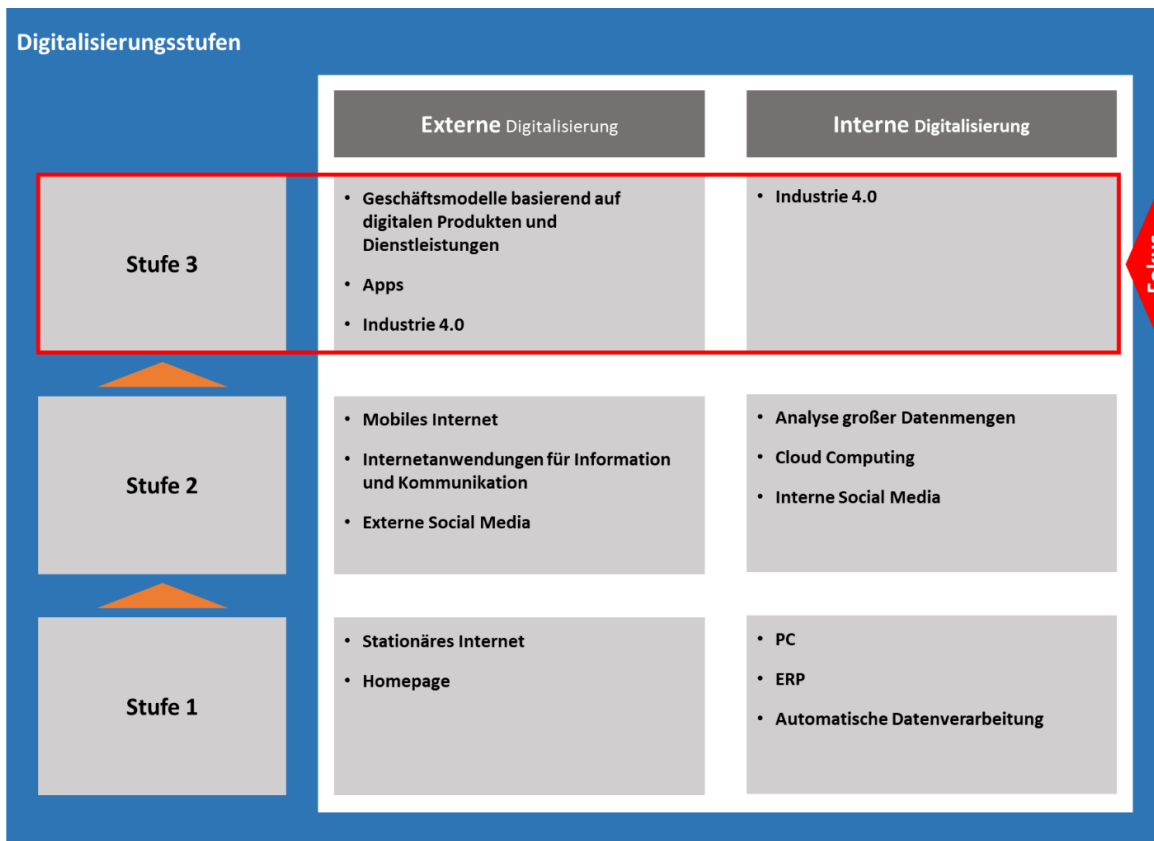 Digitalisierungsstufen
Externe Digitalisierung
Interne Digitalisierung
Stufe 3
• Geschäftsmodelle basierend auf
digitalen Produkten und
Dienstleistungen
• Apps
• Industrie 4.0
• Industrie 4.0
Fokus
Stufe 2
• Mobiles Internet
• Internetanwendungen für Information
und Kommunikation
• Externe Social Media
• Analyse großer Datenmengen
• Cloud Computing
• Interne Social Media
Stufe 1
• Stationäres Internet
• Homepage
• PC
• ERP
• Automatische Datenverarbeitung